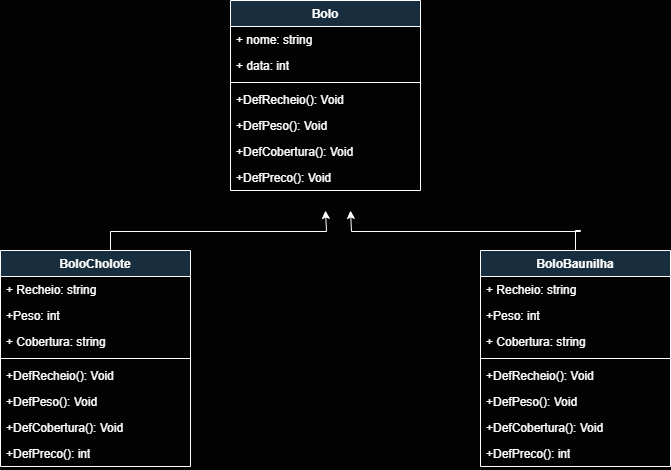 Bolo
+ nome: string
+ data: int
+DefRecheio(): Void
+DefPeso(): Void
+DefCobertura(): Void
+DefPreco(): Void
BoloCholote
+ Recheio: string
+Peso: int
+ Cobertura: string
+DefRecheio(): Void
+DefPeso(): Void
+DefCobertura(): Void
+DefPreco(): int
BoloBaunilha
+ Recheio: string
+Peso: int
+ Cobertura: string
+DefRecheio(): Void
+DefPeso(): Void
+DefCobertura(): Void
+DefPreco(): int